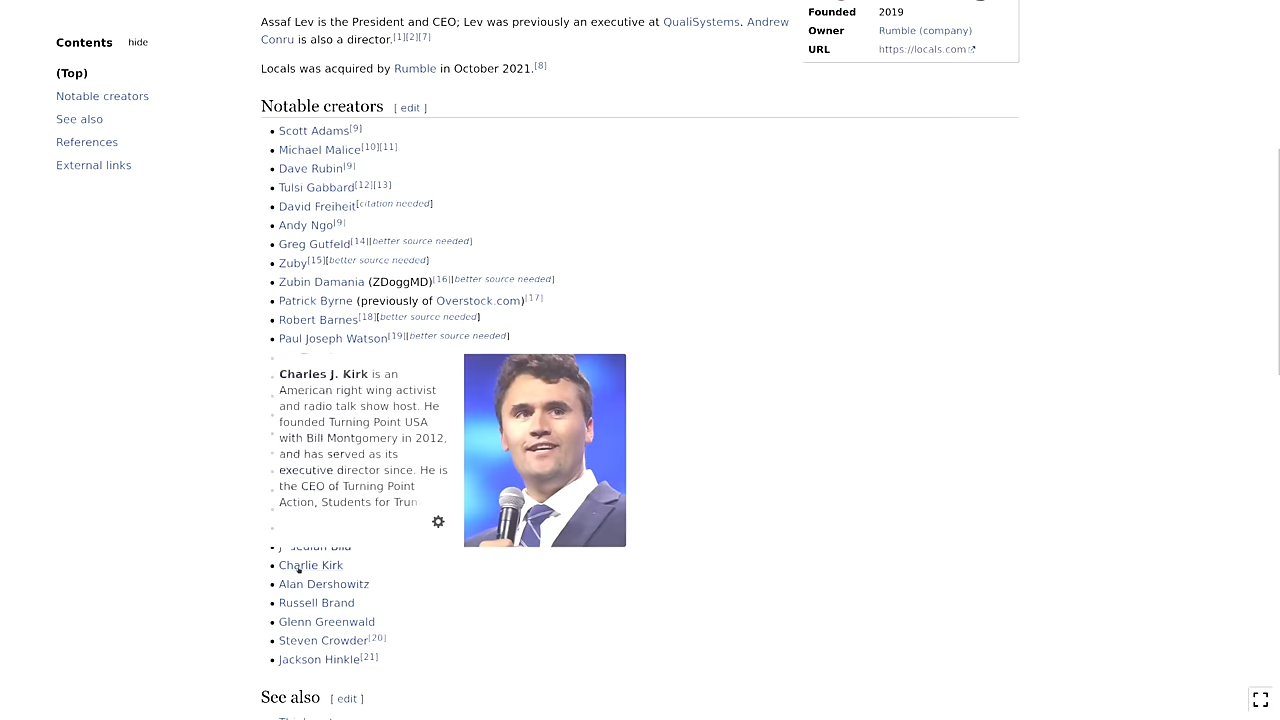 Contents hide
(Top)
Notable creators
See also
References
External links
Assaf Lev is the President and CEO; Lev was previously an executive at QualiSystems. Andrew
Conru is also a director.[1][2][7]
Locals was acquired by Rumble in October 2021.[8]
Founded 2019
Owner Rumble (company)
URL https://locals.com
Notable creators [ edit ]
Scott Adams[9]
Michael Malice[10][11]
Dave Rubin[9]
Tulsi Gabbard[12][13]
David Freiheit[citation needed]
Andy Ngo[9]
Greg Gutfeld[14][better source needed]
Zuby[15][better source needed]
Zubin Damania (ZDoggMD)[16][better source needed]
Patrick Byrne (previously of Overstock.com)[17]
Robert Barnes[18][better source needed]
Paul Joseph Watson[19][better source needed]
Charles J. Kirk is an
American right wing activist
and radio talk show host. He
founded Turning Point USA
with Bill Montgomery in 2012,
and has served as its
executive director since. He is
the CEO of Turning Point
Action, Students for Trum
Charlie Kirk
Alan Dershowitz
Russell Brand
Glenn Greenwald
Steven Crowder[20]
Jackson Hinkle[21]
See also [ edit ]